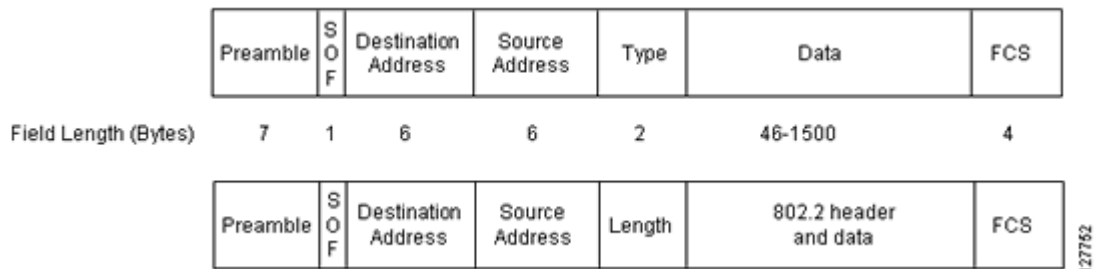 Preamble
S
O
F
Destination
Address
Source
Address
Type
Data
FCS
Field Length (Bytes) 7 1 6 6 2 46-1500 4
Preamble
S
O
F
Destination
Address
Source
Address
Length
802.2 header
and data
FCS
27752